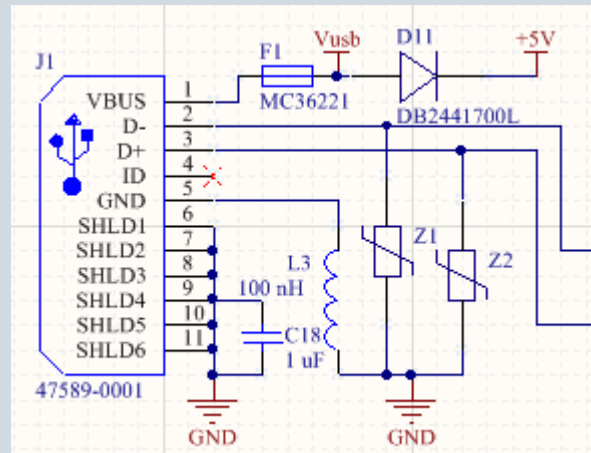 J1
F1
Vusb
D11
+5V
VBUS 1
MC36221
DB2441700L
D- 2
D+ 3
ID 4
GND 5
SHLD1 6
SHLD2 7
SHLD3 8
SHLD4 9
SHLD5 10
SHLD6 11
Z1
Z2
L3
100 nH
C18
1 uF
47589-0001
GND
GND